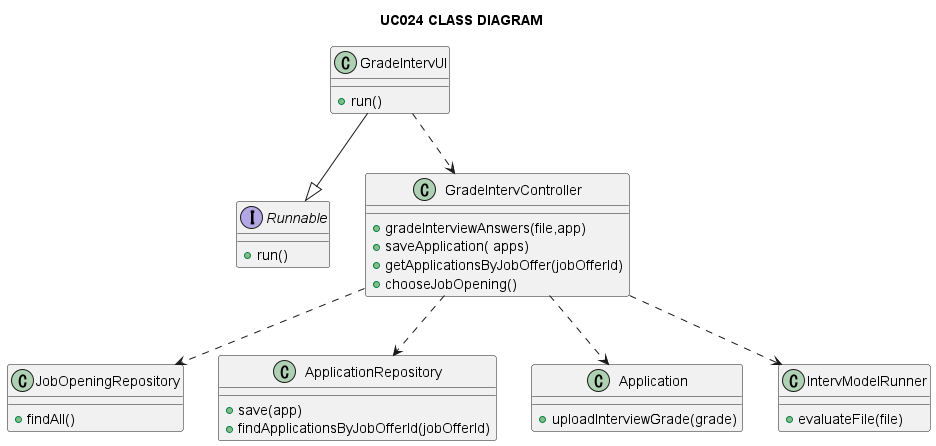 UC024 CLASS DIAGRAM
C GradeIntervUI
run()
I Runnable
run()
C GradeIntervController
gradeInterviewAnswers(file,app)
saveApplication( apps)
getApplicationsByJobOffer(jobOfferId)
chooseJobOpening()
C JobOpeningRepository
findAll()
C ApplicationRepository
save(app)
findApplicationsByJobOfferId(jobOfferId)
C Application
uploadInterviewGrade(grade)
C IntervModelRunner
evaluateFile(file)